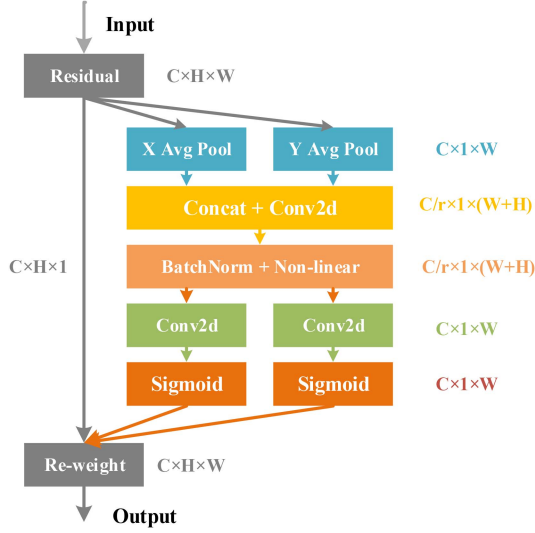 Input
Residual
C×H×W
X Avg Pool
Y Avg Pool
C×1×W
Concat + Conv2d
C/r×1×(W+H)
C×H×1
BatchNorm + Non-linear
C/r×1×(W+H)
Conv2d
Conv2d
C×1×W
Sigmoid
Sigmoid
C×1×W
Re-weight
C×H×W
Output